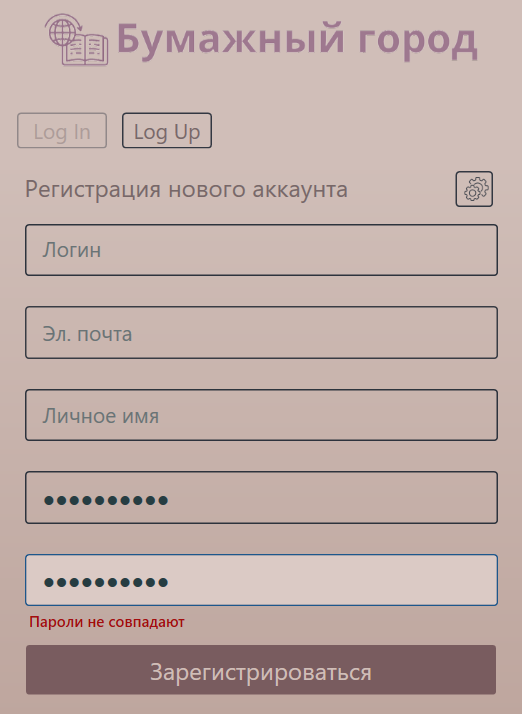 Бумажный город
Log In Log Up
Регистрация нового аккаунта
Логин
Эл. почта
Личное имя
●●●●●●●●●●
●●●●●●●●●●
Пароли не совпадают
Зарегистрироваться